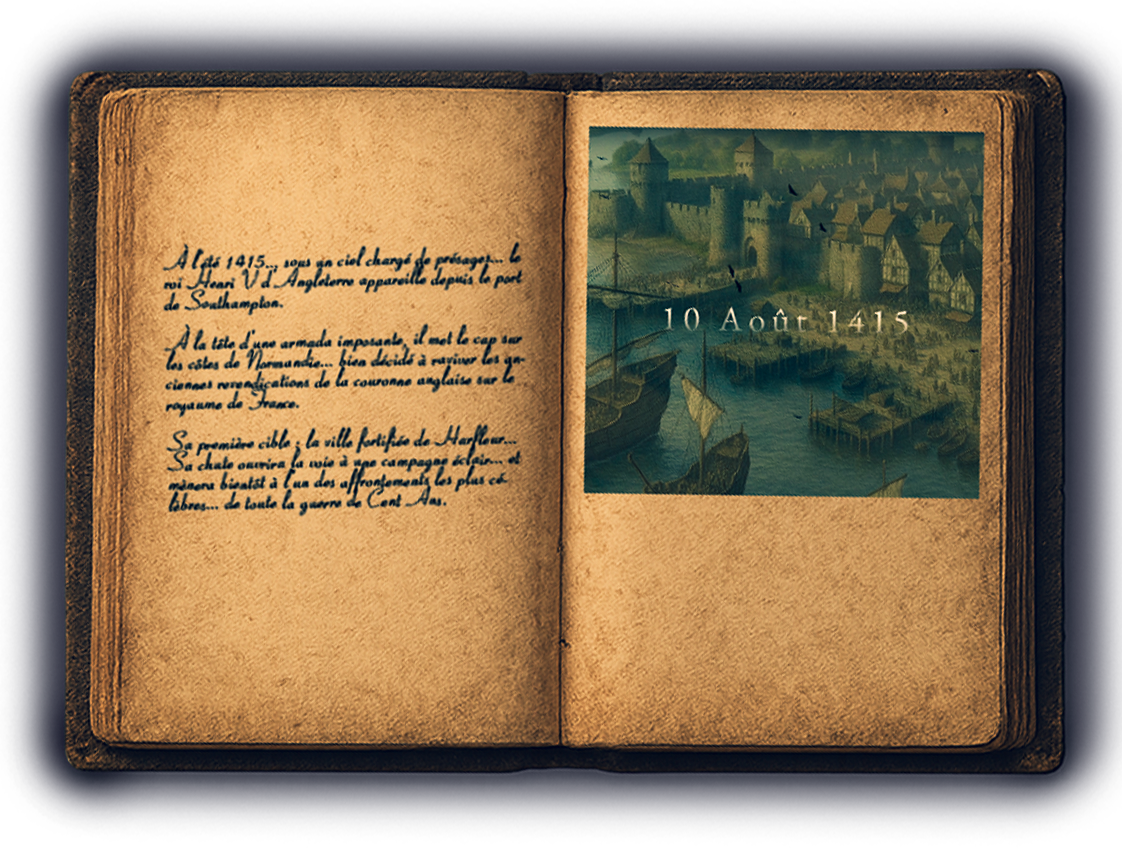 À l'été 1415... sous un ciel chargé de présages... le
roi Henri V d'Angleterre appareille depuis le port
de Southampton.
À la tête d'une armada imposante, il met le cap sur
les côtes de Normandie... bien décidé à raviver les an-
ciennes revendications de la couronne anglaise sur le
royaume de France.
Sa première cible : la ville fortifiée de Harfleur...
Sa chute ouvrira la voie à une campagne éclair... et
mènera bientôt à l'un des affrontements les plus cé-
lèbres... de toute la guerre de Cent Ans.
10 Août 1415